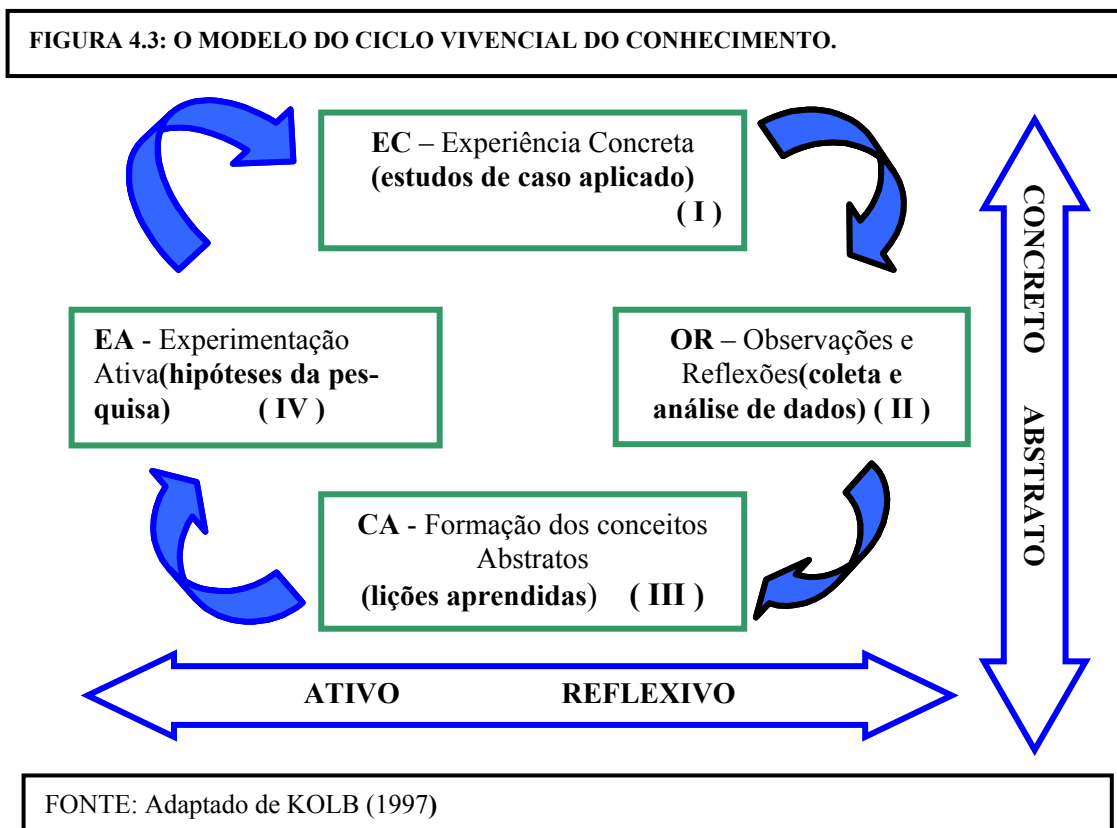 FIGURA 4.3: O MODELO DO CICLO VIVENCIAL DO CONHECIMENTO.
EC – Experiência Concreta
(estudos de caso aplicado)
( I )
EA - Experimentação
Ativa(hipóteses da pes-
quisa) ( IV )
OR – Observações e
Reflexões(coleta e
análise de dados) ( II )
CA - Formação dos conceitos
Abstratos
(lições aprendidas) ( III )
CONCRETO ABSTRATO
ATIVO REFLEXIVO
FONTE: Adaptado de KOLB (1997)